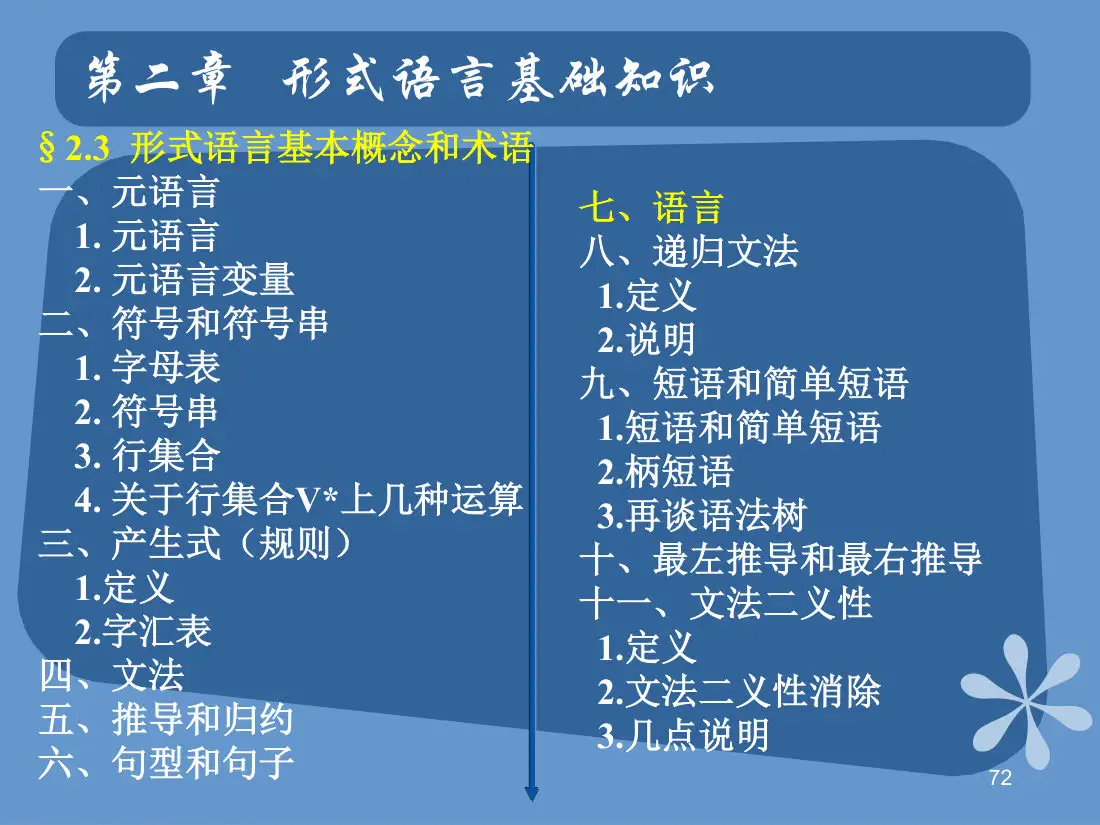 第二章 形式语言基础知识
§2.3 形式语言基本概念和术语
一、元语言
1. 元语言
2. 元语言变量
二、符号和符号串
1. 字母表
2. 符号串
3. 行集合
4. 关于行集合V*上几种运算
三、产生式（规则）
1.定义
2.字汇表
四、文法
五、推导和归约
六、句型和句子
七、语言
八、递归文法
1.定义
2.说明
九、短语和简单短语
1.短语和简单短语
2.柄短语
3.再谈语法树
十、最左推导和最右推导
十一、文法二义性
1.定义
2.文法二义性消除
3.几点说明
72